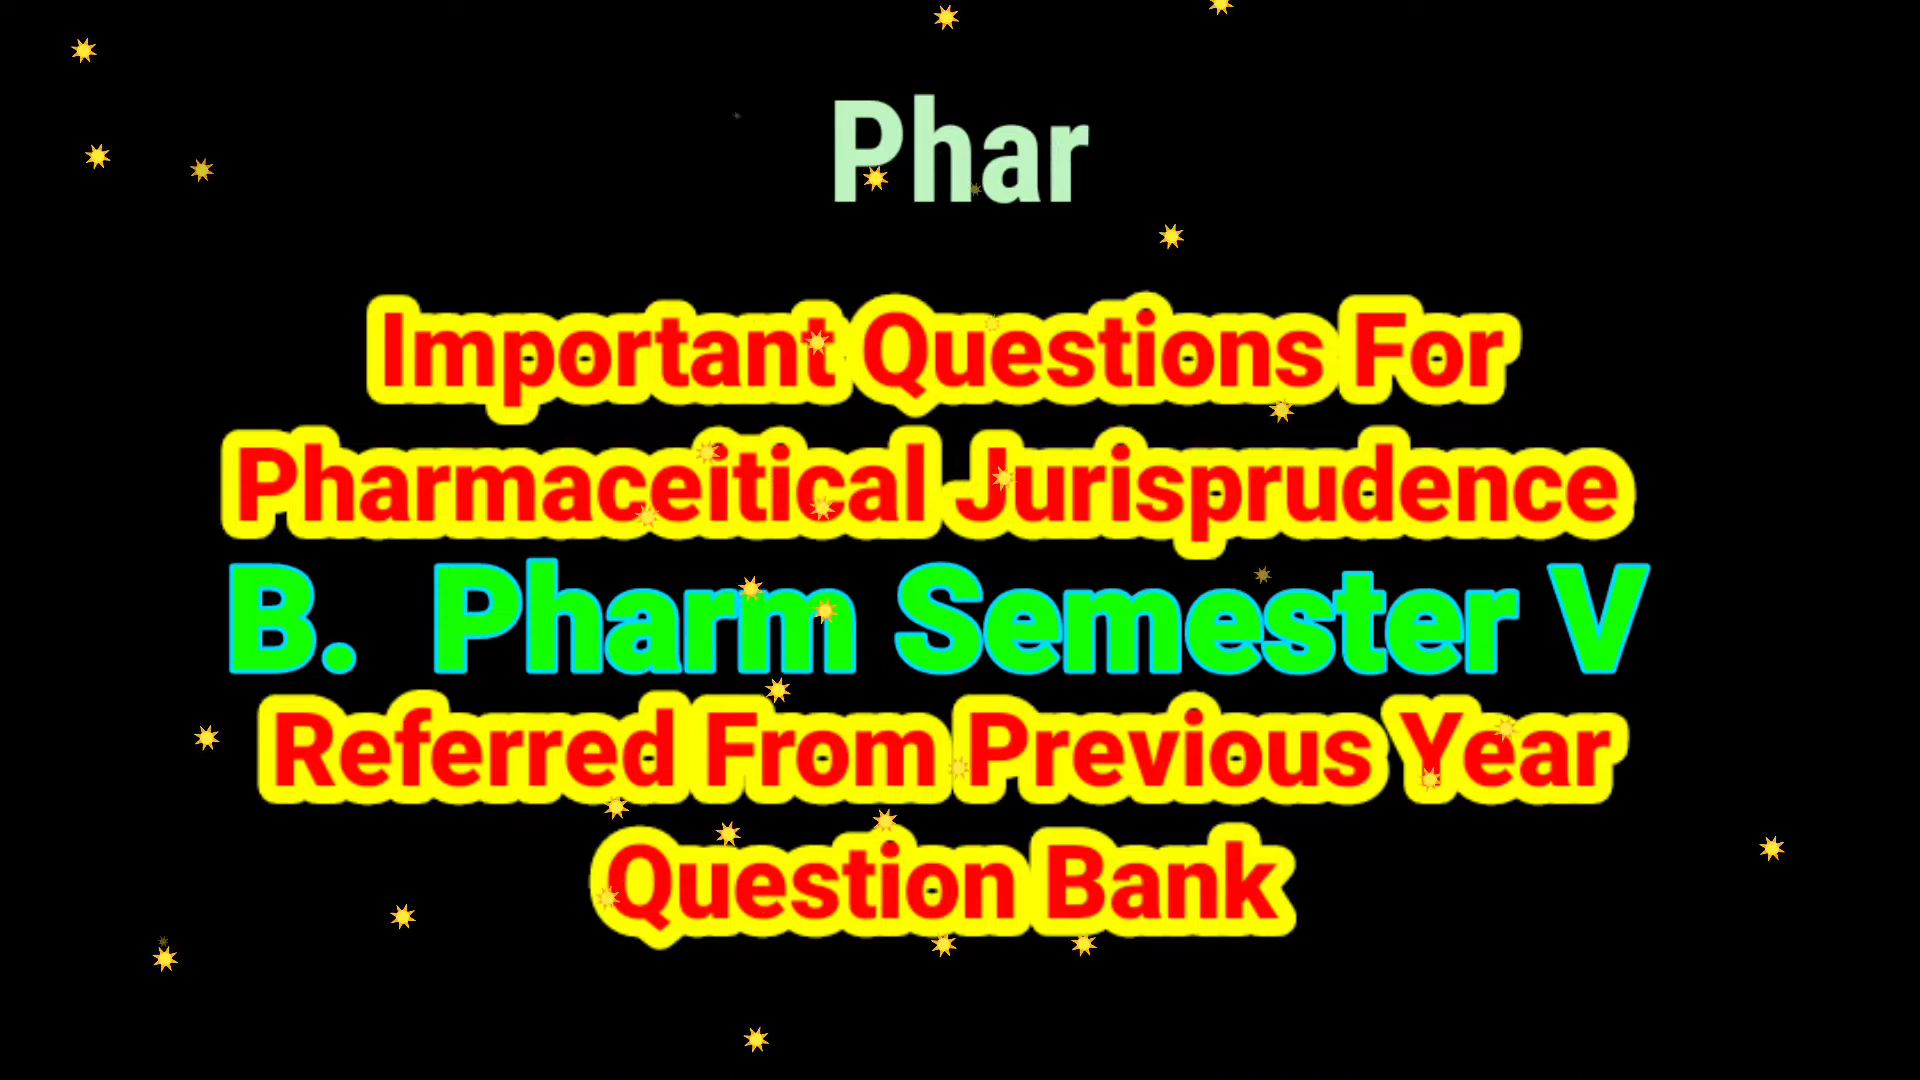 Phar
Important Questions For
Pharmaceitical Jurisprudence
B. Pharm Semester V
Referred From Previous Year
Question Bank